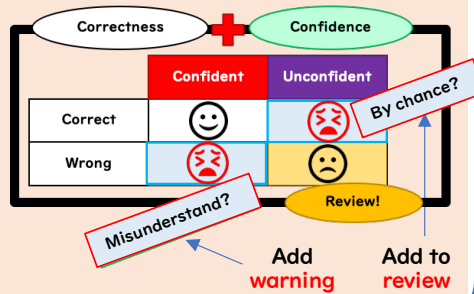 Correctness
Confidence
Confident
Unconfident
By chance?
Correct
Wrong
Misunderstand?
Review!
Add
warning
Add to
review